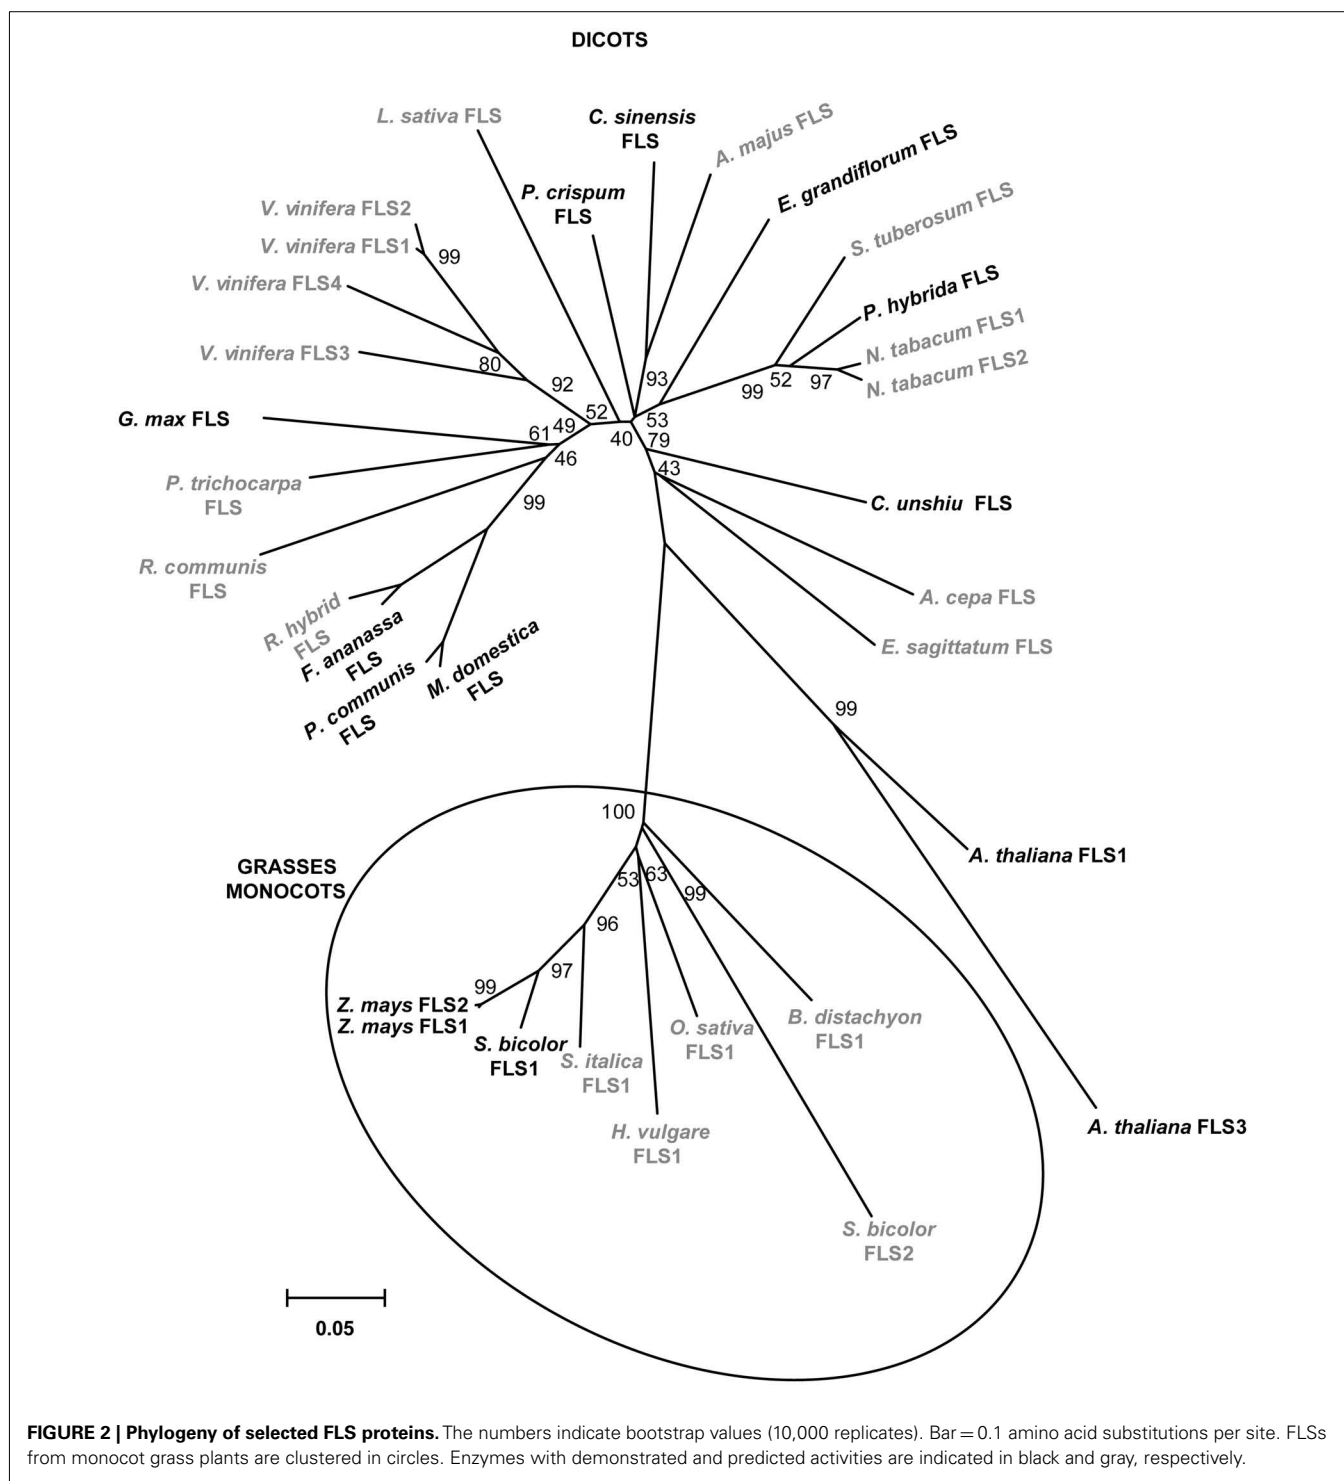 DICOTS
L. sativa FLS
C. sinensis
FLS
A. majus FLS
E. grandiflorum FLS
P. crispum
FLS
S. tuberosum FLS
V. vinifera FLS2
V. vinifera FLS1
99
V. vinifera FLS4
P. hybrida FLS
N. tabacum FLS1
N. tabacum FLS2
V. vinifera FLS3
80
92
93
99
52
97
G. max FLS
61
49
52
40
53
79
46
43
P. trichocarpa
FLS
99
C. unshiu FLS
R. communis
FLS
A. cepa FLS
R. hybrid
FLS
F. ananassa
FLS
P. communis
FLS
M. domestica
FLS
E. sagittatum FLS
99
100
GRASSES
MONOCOTS
A. thaliana FLS1
53
63
99
96
97
99
Z. mays FLS2
Z. mays FLS1
S. bicolor
FLS1
S. italica
FLS1
O. sativa
FLS1
B. distachyon
FLS1
H. vulgare
FLS1
A. thaliana FLS3
S. bicolor
FLS2
0.05
FIGURE 2 | Phylogeny of selected FLS proteins. The numbers indicate bootstrap values (10,000 replicates). Bar = 0.1 amino acid substitutions per site. FLSs
from monocot grass plants are clustered in circles. Enzymes with demonstrated and predicted activities are indicated in black and gray, respectively.